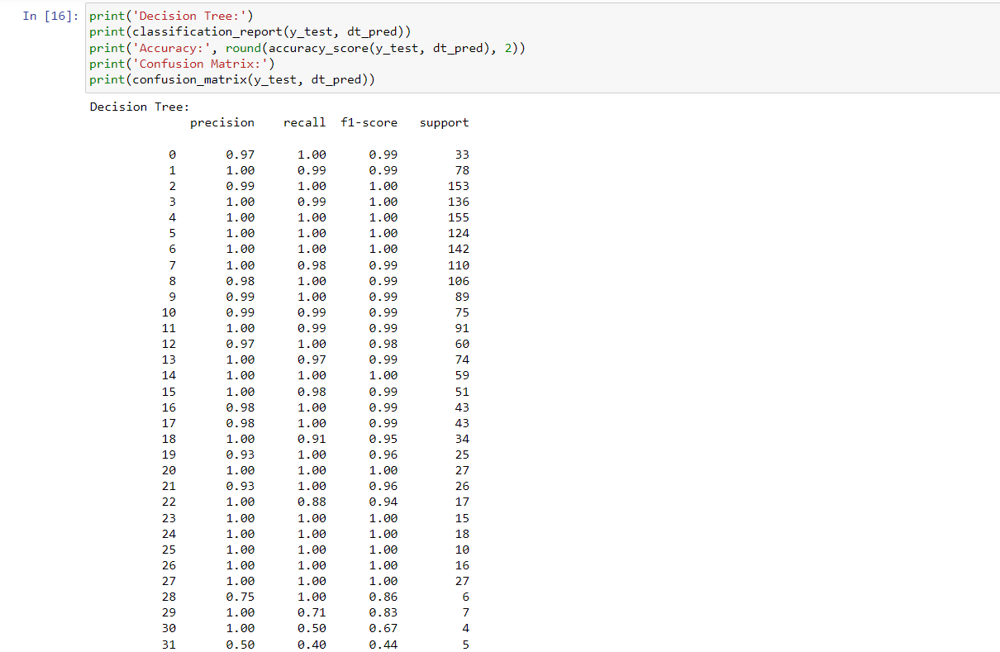 In [16]: print('Decision Tree:')
print(classification_report(y_test, dt_pred))
print('Accuracy:', round(accuracy_score(y_test, dt_pred), 2))
print('Confusion Matrix:')
print(confusion_matrix(y_test, dt_pred))
Decision Tree:
precision recall f1-score support
0 0.97 1.00 0.99 33
1 1.00 0.99 0.99 78
2 0.99 1.00 1.00 153
3 1.00 0.99 1.00 136
4 1.00 1.00 1.00 155
5 1.00 1.00 1.00 124
6 1.00 1.00 1.00 142
7 1.00 0.98 0.99 110
8 0.98 1.00 0.99 106
9 0.99 1.00 0.99 89
10 0.99 0.99 0.99 75
11 1.00 0.99 0.99 91
12 0.97 1.00 0.98 60
13 1.00 0.97 0.99 74
14 1.00 1.00 1.00 59
15 1.00 0.98 0.99 51
16 0.98 1.00 0.99 43
17 0.98 1.00 0.99 43
18 1.00 0.91 0.95 34
19 0.93 1.00 0.96 25
20 1.00 1.00 1.00 27
21 0.93 1.00 0.96 26
22 1.00 0.88 0.94 17
23 1.00 1.00 1.00 15
24 1.00 1.00 1.00 18
25 1.00 1.00 1.00 10
26 1.00 1.00 1.00 16
27 1.00 1.00 1.00 27
28 0.75 1.00 0.86 6
29 1.00 0.71 0.83 7
30 1.00 0.50 0.67 4
31 0.50 0.40 0.44 5